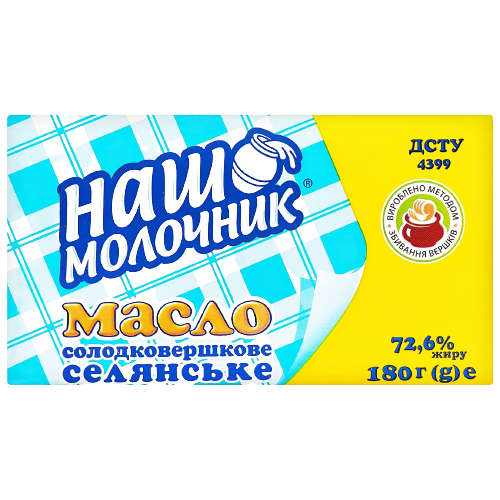 наш
молочник®
масло
солодковершкове
селянське
ДСТУ
4399
ВИРОБЛЕНО МЕТОДОМ
ЗБИВАННЯ ВЕРШКІВ
72,6%
жиру
180 г (g) е